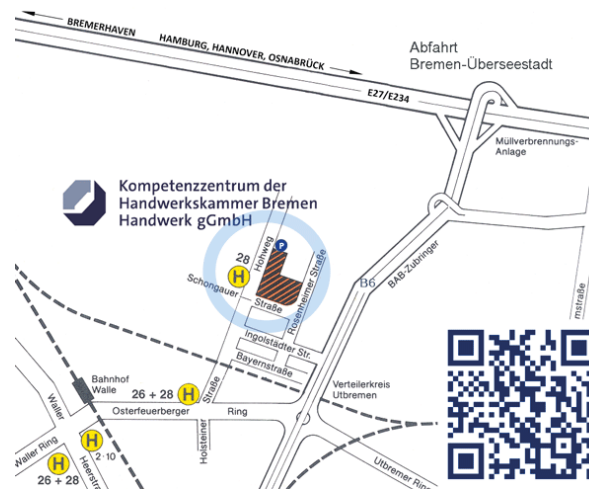 BREMERHAVEN
HAMBURG, HANNOVER, OSNABRÜCK
E27/E234
Abfahrt
Bremen-Überseestadt
Müllverbrennungs-
Anlage
Kompetenzzentrum der
Handwerkskammer Bremen
Handwerk gGmbH
P
Hohweg
28
H
Schongauer
Straße
Rosenheimer Straße
B6
BAB-Zubringer
Ingolstädter Str.
Bayernstraße
mstraße
Bahnhof
Walle
26 + 28
H
Straße
Verteilerkreis
Utbremen
Waller
Osterfeuerberger
Ring
Holsteiner
Waller Ring
H
2·10
H
26 + 28
Heerstra
Utbremer Ring